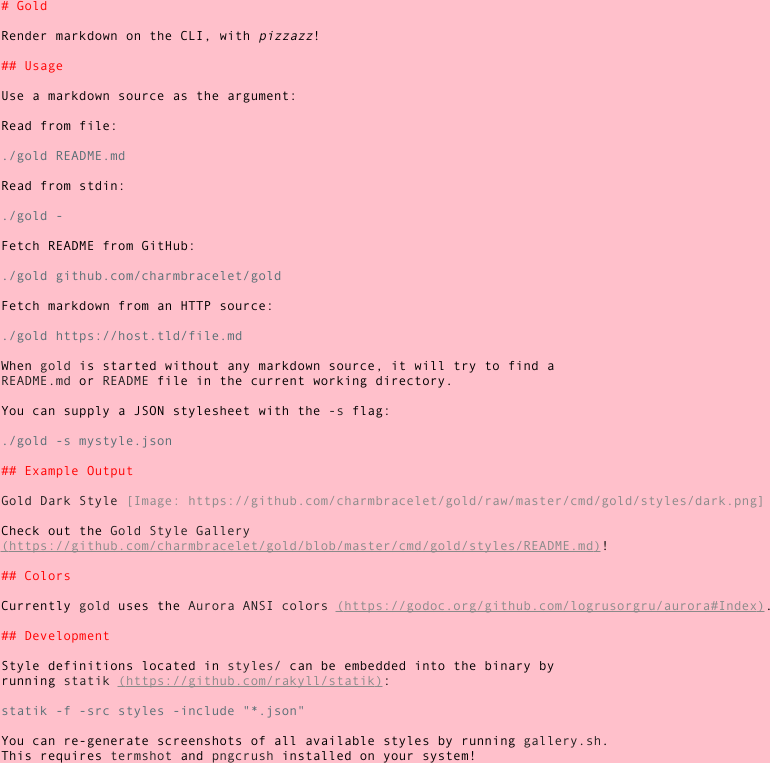 # Gold
Render markdown on the CLI, with pizzazz!
## Usage
Use a markdown source as the argument:
Read from file:
./gold README.md
Read from stdin:
./gold -
Fetch README from GitHub:
./gold github.com/charmbracelet/gold
Fetch markdown from an HTTP source:
./gold https://host.tld/file.md
When gold is started without any markdown source, it will try to find a
README.md or README file in the current working directory.
You can supply a JSON stylesheet with the -s flag:
./gold -s mystyle.json
## Example Output
Gold Dark Style [Image: https://github.com/charmbracelet/gold/raw/master/cmd/gold/styles/dark.png]
Check out the Gold Style Gallery
(https://github.com/charmbracelet/gold/blob/master/cmd/gold/styles/README.md)!
## Colors
Currently gold uses the Aurora ANSI colors (https://godoc.org/github.com/logrusorgru/aurora#Index).
## Development
Style definitions located in styles/ can be embedded into the binary by
running statik (https://github.com/rakyll/statik):
statik -f -src styles -include "*.json"
You can re-generate screenshots of all available styles by running gallery.sh.
This requires termshot and pngcrush installed on your system!